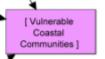 [ Vulnerable
Coastal
Communities ]